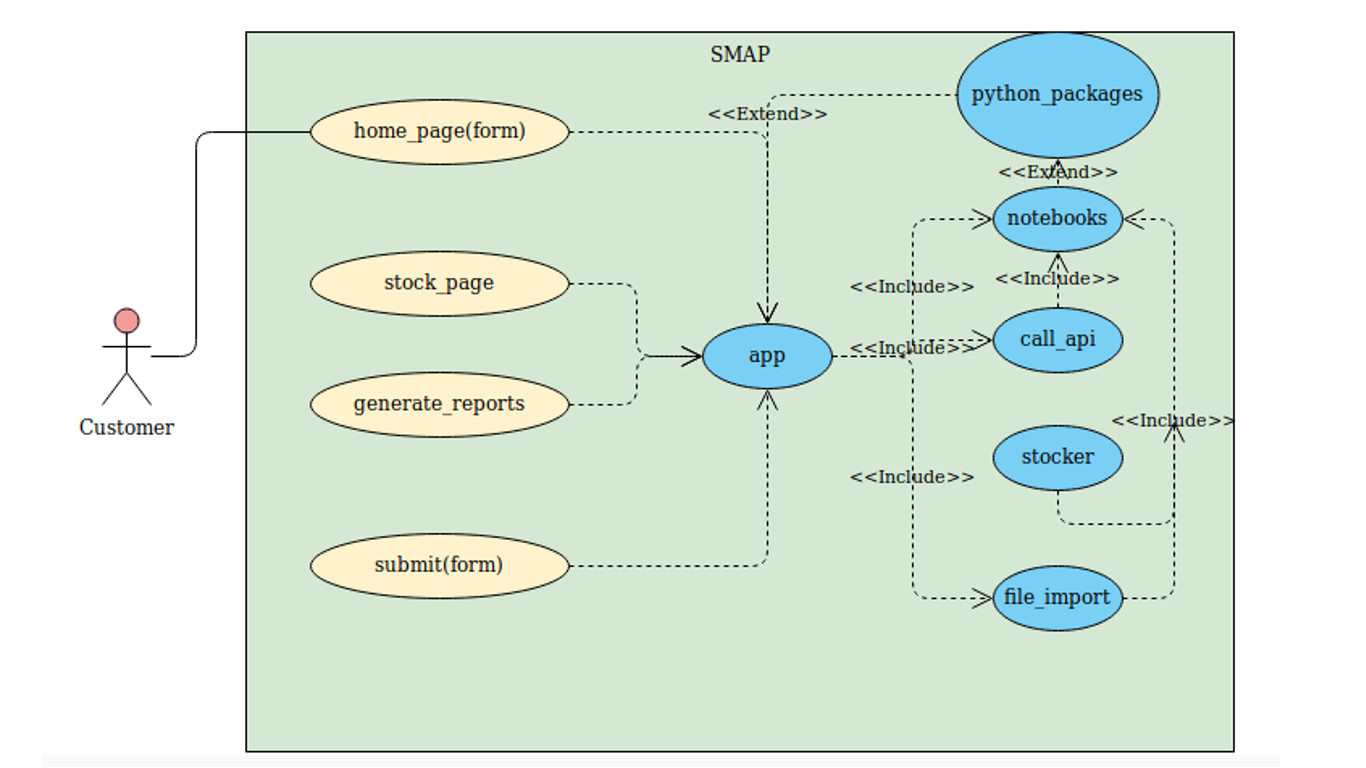 SMAP
python_packages
<<Extend>>
home_page(form)
<<Extend>>
notebooks
stock_page
<<Include>>
<<Include>>
call_api
<<Include>>
app
generate_reports
<<Include>>
Customer
stocker
<<Include>>
submit(form)
file_import